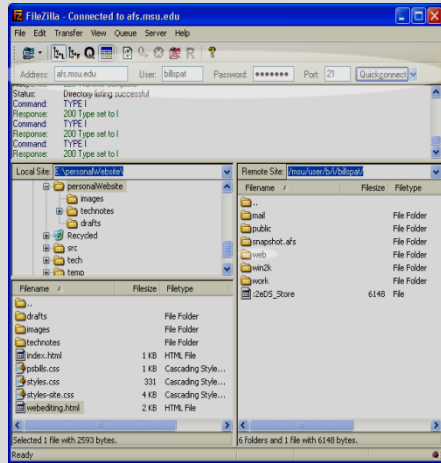 FileZilla - Connected to afs.msu.edu
File Edit Transfer View Queue Server Help
Address: afs.msu.edu User: billspat Password: ●●●●●●● Port: 21 Quickconnect
Status: Directory listing successful
Command: TYPE I
Response: 200 Type set to I
Command: TYPE I
Response: 200 Type set to I
Command: TYPE I
Response: 200 Type set to I
Local Site: E:\personalWebsite\
personalWebsite
images
technotes
drafts
Recycled
src
tech
temp
Filename Filesize Filetype
..
drafts File Folder
images File Folder
technotes File Folder
index.html 1 KB HTML File
psbills.css 1 KB Cascading Style...
styles.css 331 Cascading Style...
styles-site.css 4 KB Cascading Style...
webediting.html 2 KB HTML File
Selected 1 file with 2593 bytes.
Remote Site: /msu/user/b/i/billspat/
Filename Filesize Filetype
..
mail File Folder
public File Folder
snapshot.afs File Folder
web File Folder
win2k File Folder
work File Folder
:2eDS_Store 6148 File
6 folders and 1 file with 6148 bytes.
Ready